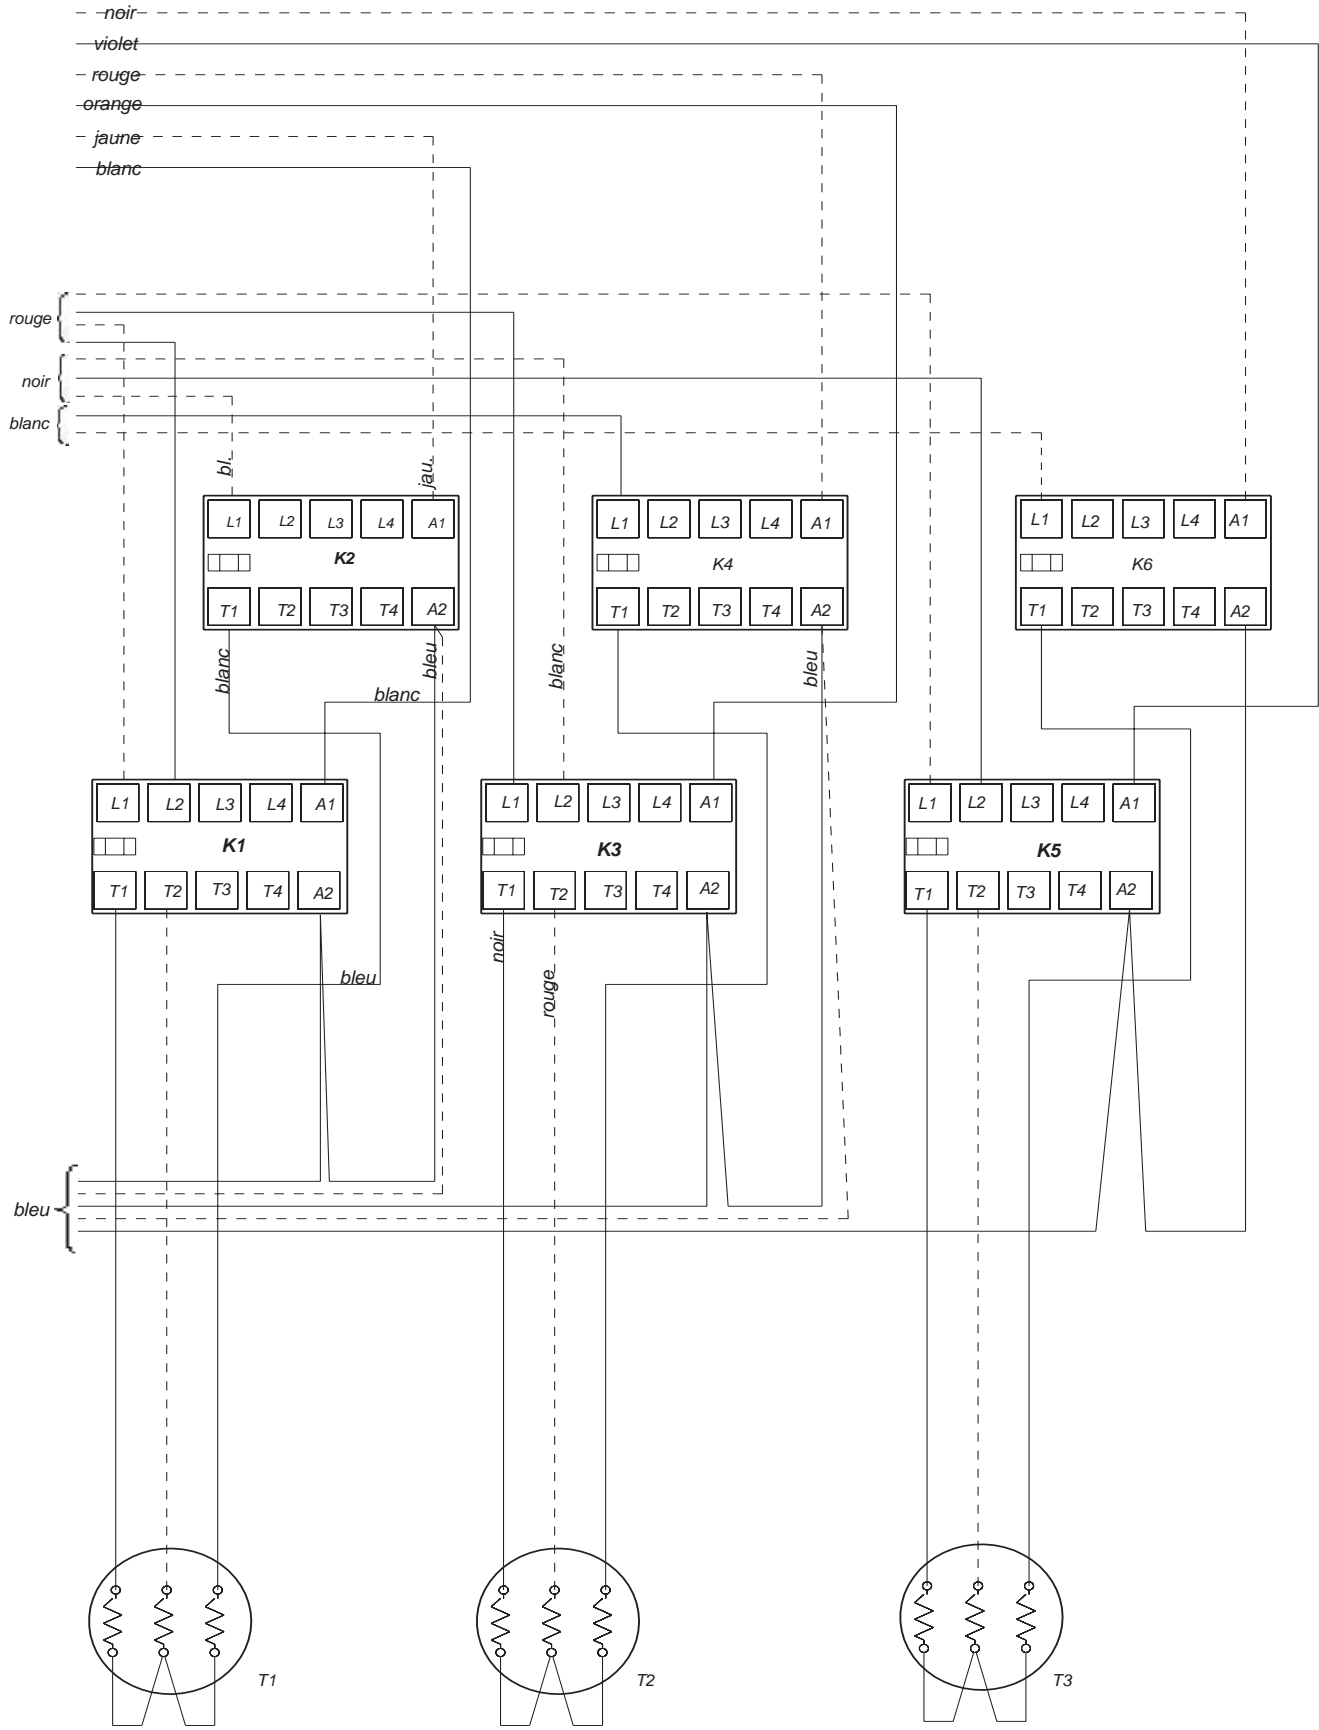 noir
violet
rouge
orange
jaune
blanc
rouge
noir
blanc
bl.
jau.
L1 L2 L3 L4 A1
K2
T1 T2 T3 T4 A2
L1 L2 L3 L4 A1
K4
T1 T2 T3 T4 A2
L1 L2 L3 L4 A1
K6
T1 T2 T3 T4 A2
blanc
bleu
blanc
blanc
bleu
L1 L2 L3 L4 A1
K1
T1 T2 T3 T4 A2
L1 L2 L3 L4 A1
K3
T1 T2 T3 T4 A2
L1 L2 L3 L4 A1
K5
T1 T2 T3 T4 A2
bleu
noir
rouge
bleu
T1
T2
T3